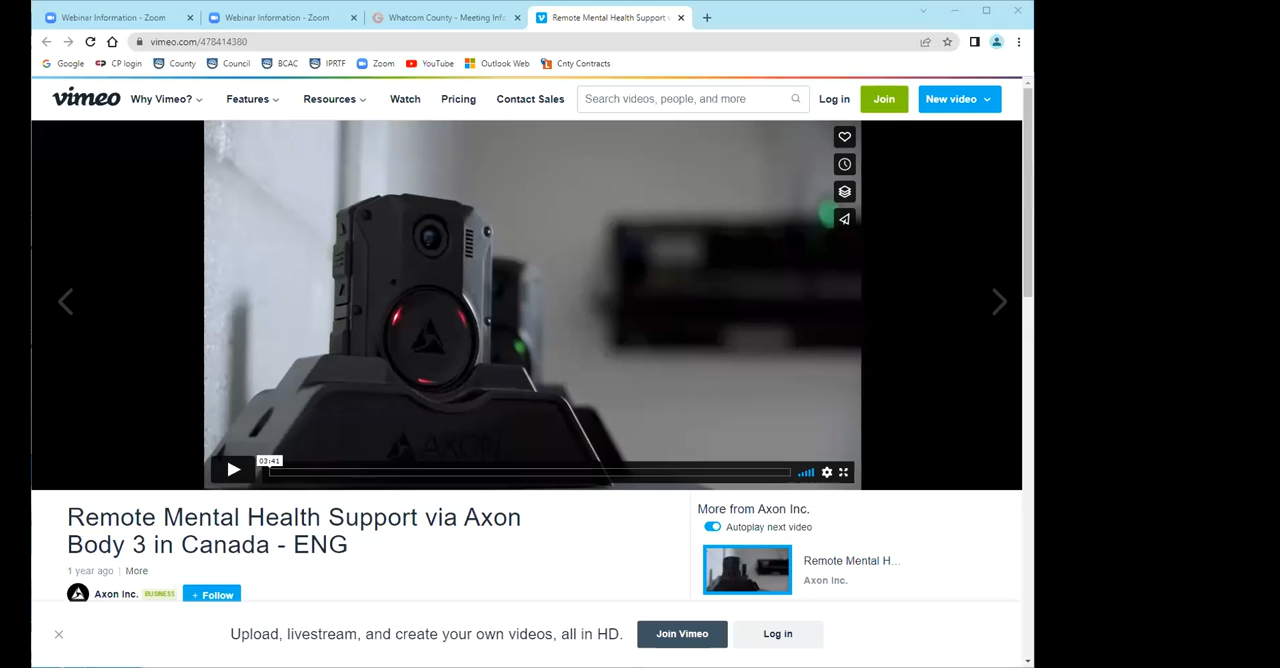 Webinar Information - Zoom
Webinar Information - Zoom
Whatcom County - Meeting Info
Remote Mental Health Support v
vimeo.com/478414380
Google CP login County Council BCAC IPRTF Zoom YouTube Outlook Web Cnty Contracts
vimeo Why Vimeo? Features Resources Watch Pricing Contact Sales Search videos, people, and more Log in Join New video
AXON
03:41
Remote Mental Health Support via Axon
Body 3 in Canada - ENG
1 year ago More
Axon Inc. BUSINESS + Follow
More from Axon Inc.
Autoplay next video
Remote Mental H...
Axon Inc.
Upload, livestream, and create your own videos, all in HD. Join Vimeo Log in